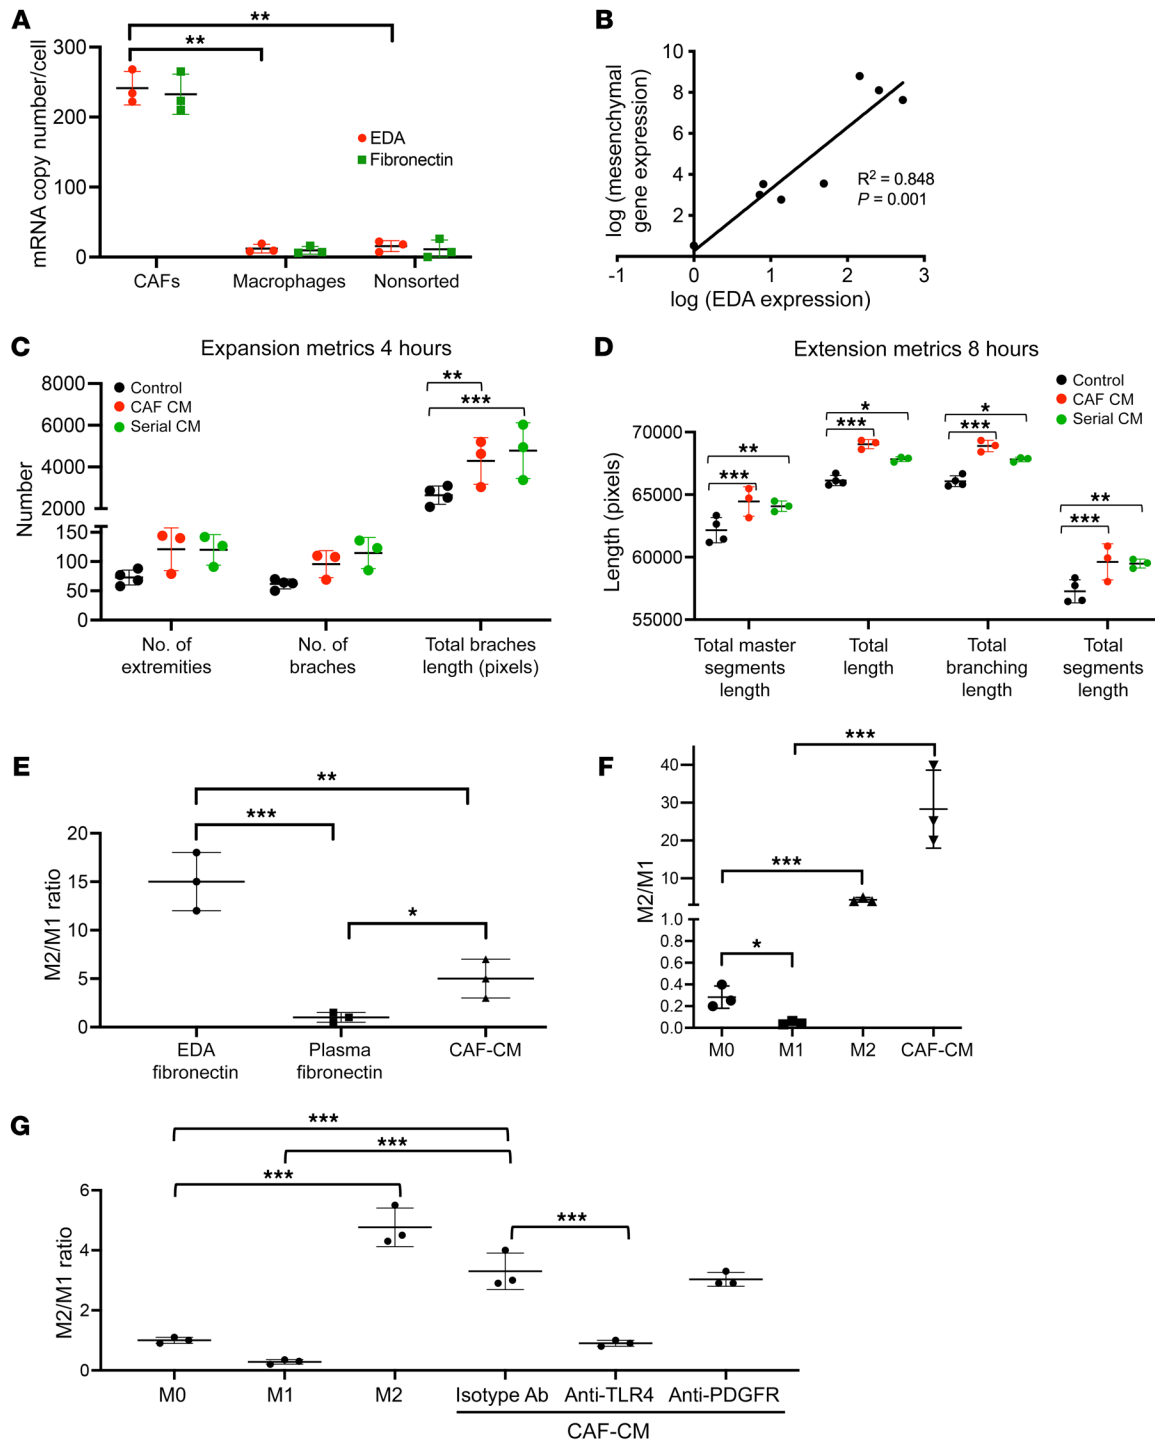 A
**
**
mRNA copy number/cell
300
200
100
0
EDA
Fibronectin
CAFs
Macrophages
Nonsorted
B
log (mesenchymal
gene expression)
10
8
6
4
2
R2 = 0.848
P = 0.001
-1
0
1
2
3
log (EDA expression)
C
Expansion metrics 4 hours
Number
8000
6000
4000
2000
150
100
50
0
Control
CAF CM
Serial CM
**
***
No. of
extremities
No. of
braches
Total braches
length (pixels)
D
Extension metrics 8 hours
Control
CAF CM
Serial CM
Length (pixels)
70000
65000
60000
55000
**
***
*
***
*
***
**
***
Total master
segments
length
Total
length
Total
branching
length
Total
segments
length
E
**
***
*
M2/M1 ratio
20
15
10
5
0
EDA
fibronectin
Plasma
fibronectin
CAF-CM
F
***
***
*
M2/M1
40
30
20
10
1.0
0.8
0.6
0.4
0.2
0.0
M0
M1
M2
CAF-CM
G
***
***
***
***
M2/M1 ratio
6
4
2
0
M0
M1
M2
Isotype Ab
Anti-TLR4
Anti-PDGFR
CAF-CM